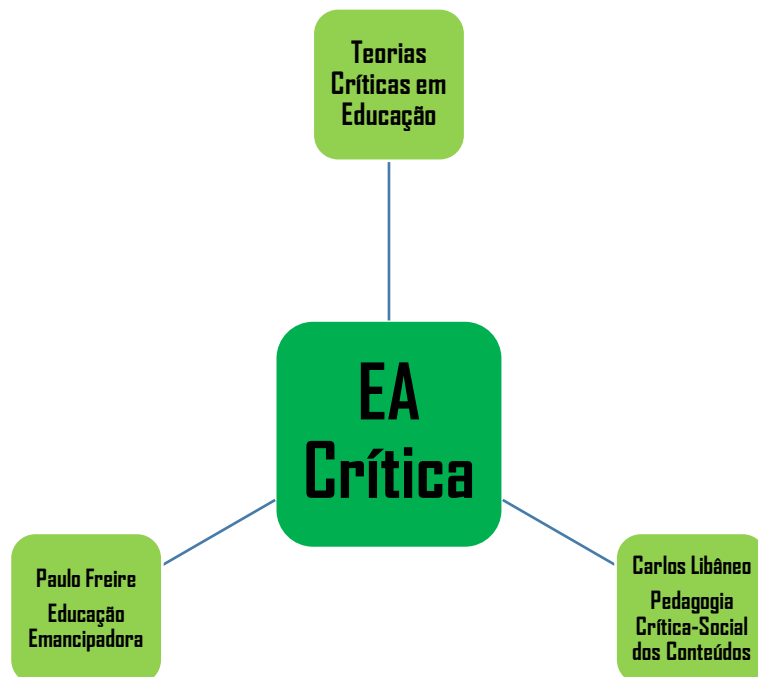 Teorias
Críticas em
Educação
EA
Crítica
Paulo Freire
Educação
Emancipadora
Carlos Libâneo
Pedagogia
Crítica-Social
dos Conteúdos